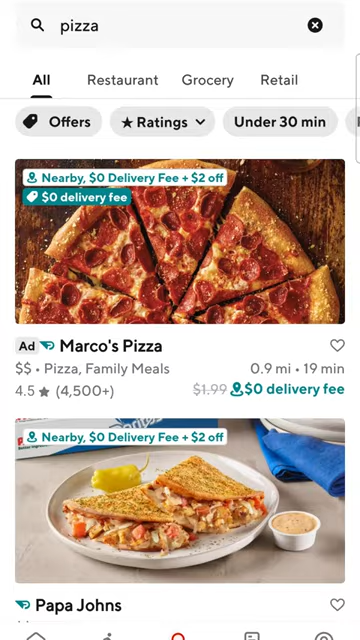 pizza
All
Restaurant
Grocery
Retail
Offers
★ Ratings
Under 30 min
Nearby, $0 Delivery Fee + $2 off
$0 delivery fee
Ad Marco's Pizza
$$ • Pizza, Family Meals
0.9 mi • 19 min
4.5 ★ (4,500+)
$1.99 $0 delivery fee
Doritos
Nearby, $0 Delivery Fee + $2 off
Papa Johns